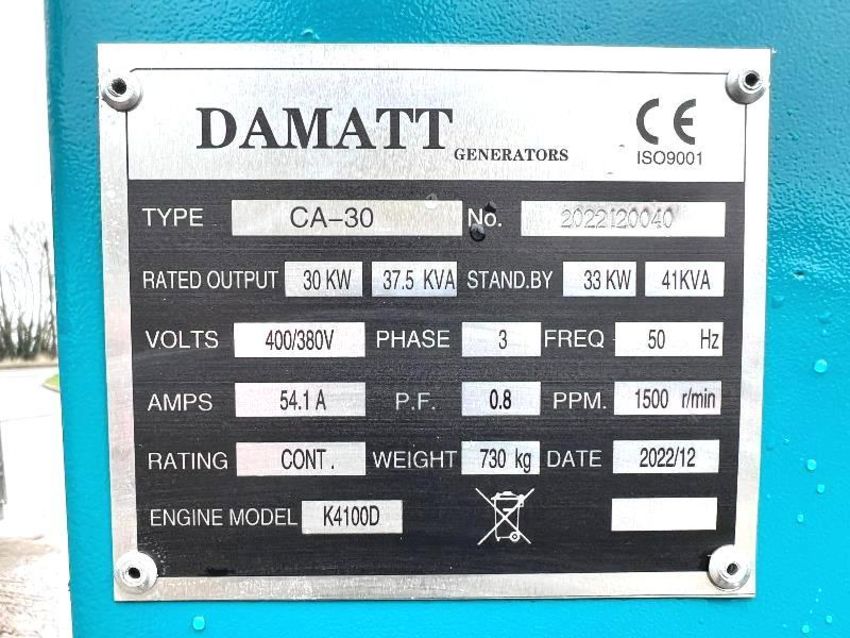 DAMATT GENERATORS
CE
ISO9001
TYPE CA-30 No. 2022120040
RATED OUTPUT 30 KW 37.5 KVA STAND.BY 33 KW 41KVA
VOLTS 400/380V PHASE 3 FREQ 50 Hz
AMPS 54.1 A P.F. 0.8 PPM. 1500 r/min
RATING CONT. WEIGHT 730 kg DATE 2022/12
ENGINE MODEL K4100D